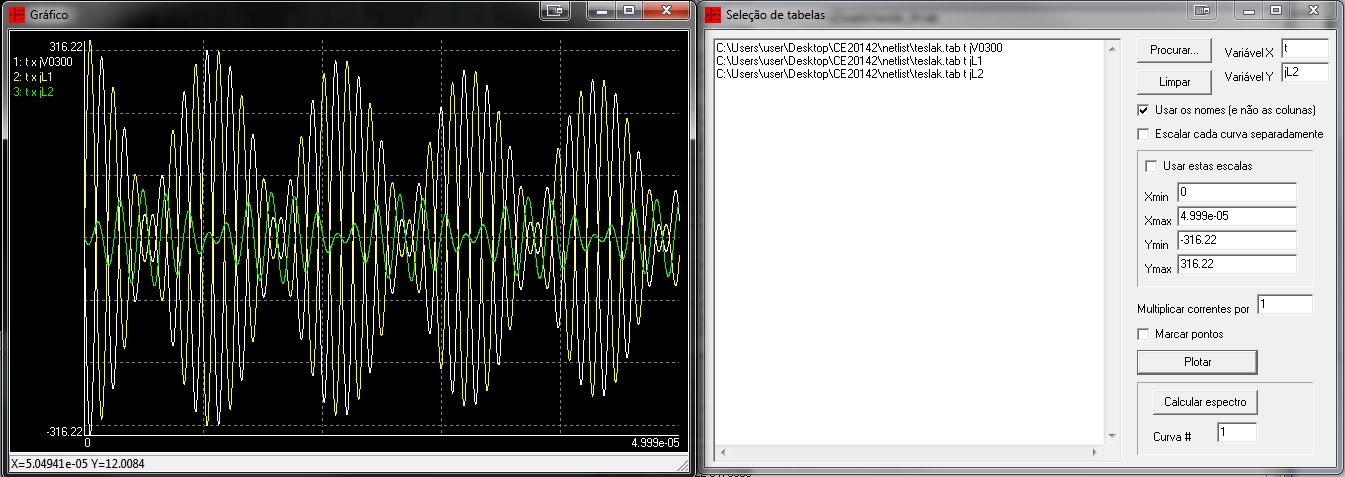 Gráfico
316.22
1: t x jV0300
2: t x jL1
3: t x jL2
-316.22
0
4.999e-05
X=5.04941e-05 Y=12.0084
Seleção de tabelas
C:\Users\user\Desktop\CE20142\netlist\teslak.tab t jV0300
C:\Users\user\Desktop\CE20142\netlist\teslak.tab t jL1
C:\Users\user\Desktop\CE20142\netlist\teslak.tab t jL2
Procurar...
Variável X
t
Limpar
Variável Y
jL2
Usar os nomes (e não as colunas)
Escalar cada curva separadamente
Usar estas escalas
Xmin
0
Xmax
4.999e-05
Ymin
-316.22
Ymax
316.22
Multiplicar correntes por
1
Marcar pontos
Plotar
Calcular espectro
Curva #
1